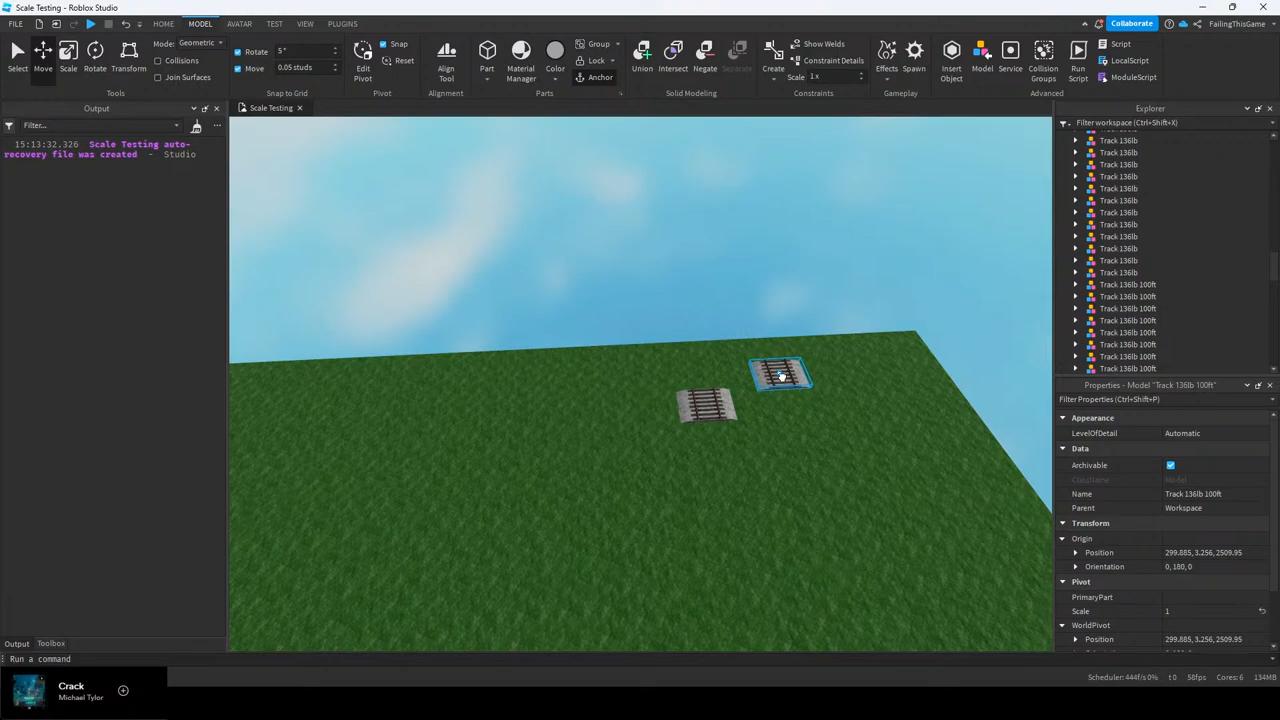 Scale Testing - Roblox Studio
FILE HOME MODEL AVATAR TEST VIEW PLUGINS Collaborate FailingThisGame
Select Move Scale Rotate Transform Mode: Geometric Collisions Join Surfaces Tools
Rotate 5 ° Move 0.05 studs Snap to Grid
Edit Pivot Snap Reset Pivot
Align Tool Alignment
Part Material Manager Color Group Lock Anchor Parts
Union Intersect Negate Separate Solid Modeling
Create Show Welds Constraint Details Scale 1 x Constraints
Effects Spawn Gameplay
Insert Object Model Service Collision Groups Run Script Script LocalScript ModuleScript Advanced
Output
Filter...
15:13:32.326 Scale Testing auto-
recovery file was created - Studio
Scale Testing
Explorer
Filter workspace (Ctrl+Shift+X)
Track 136lb
Track 136lb
Track 136lb
Track 136lb
Track 136lb
Track 136lb
Track 136lb
Track 136lb
Track 136lb
Track 136lb
Track 136lb
Track 136lb
Track 136lb 100ft
Track 136lb 100ft
Track 136lb 100ft
Track 136lb 100ft
Track 136lb 100ft
Track 136lb 100ft
Track 136lb 100ft
Track 136lb 100ft
Properties - Model "Track 136lb 100ft"
Filter Properties (Ctrl+Shift+P)
Appearance
LevelOfDetail Automatic
Data
Archivable
ClassName Model
Name Track 136lb 100ft
Parent Workspace
Transform
Origin
Position 299.885, 3.256, 2509.95
Orientation 0, 180, 0
Pivot
PrimaryPart
Scale 1
WorldPivot
Position 299.885, 3.256, 2509.95
Output Toolbox
Run a command
Scheduler: 444f/s 0% t 0 58fps Cores: 6 134MB
Crack
Michael Tylor